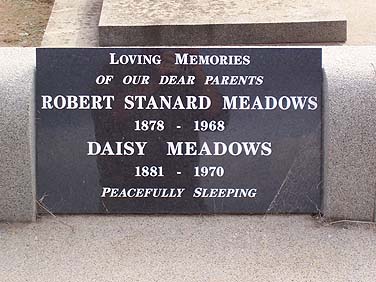 Loving Memories
of our dear parents
Robert Stanard Meadows
1878 - 1968
Daisy Meadows
1881 - 1970
Peacefully Sleeping